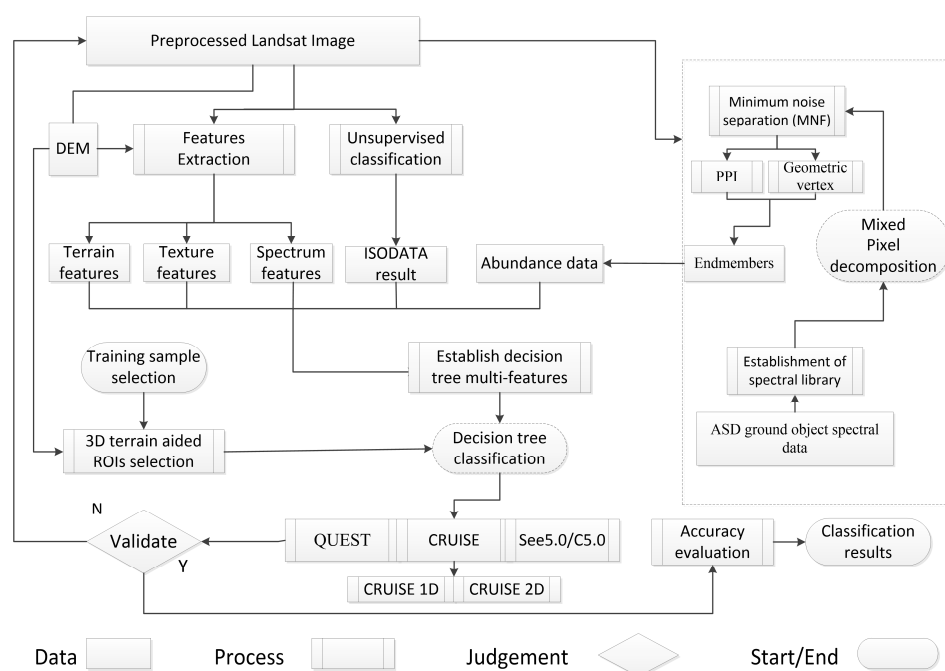 Preprocessed Landsat Image
DEM
Features
Extraction
Unsupervised
classification
Minimum noise
separation (MNF)
PPI
Geometric
vertex
Mixed
Pixel
decomposition
Terrain
features
Texture
features
Spectrum
features
ISODATA
result
Abundance data
Endmembers
Training sample
selection
Establish decision
tree multi-features
Establishment of
spectral library
3D terrain aided
ROIs selection
Decision tree
classification
ASD ground object spectral
data
N
Validate
Y
QUEST
CRUISE
See5.0/C5.0
CRUISE 1D
CRUISE 2D
Accuracy
evaluation
Classification
results
Data
Process
Judgement
Start/End